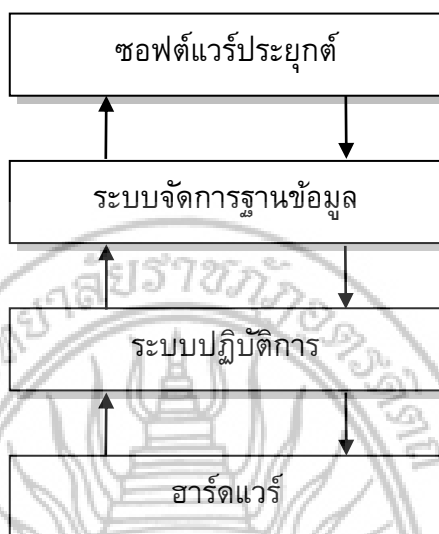 ซอฟต์แวร์ประยุกต์
ระบบจัดการฐานข้อมูล
ระบบปฏิบัติการ
ฮาร์ดแวร์